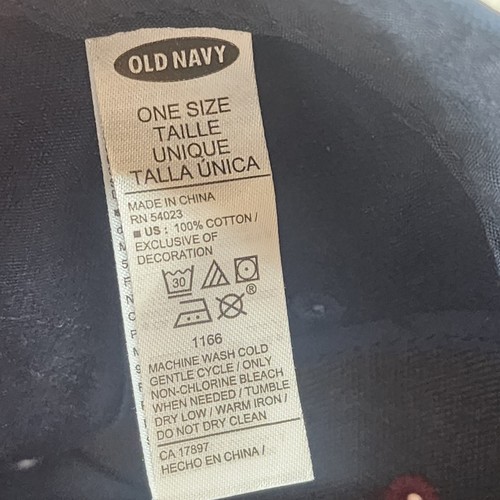 OLD NAVY
ONE SIZE
TAILLE
UNIQUE
TALLA ÚNICA
MADE IN CHINA
RN 54023
■ US : 100% COTTON /
EXCLUSIVE OF
DECORATION
30
®
1166
MACHINE WASH COLD
GENTLE CYCLE / ONLY
NON-CHLORINE BLEACH
WHEN NEEDED / TUMBLE
DRY LOW / WARM IRON /
DO NOT DRY CLEAN
CA 17897
HECHO EN CHINA /